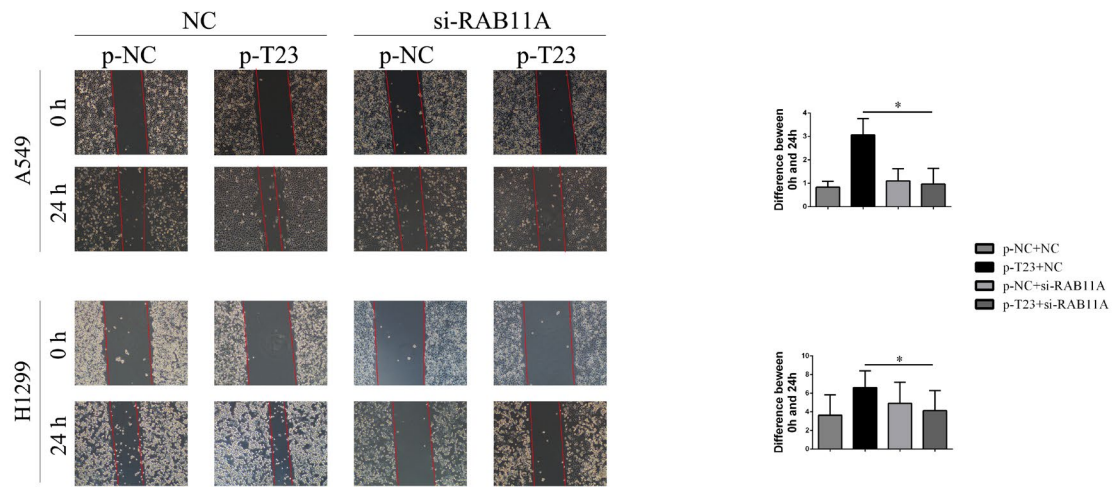 NC
si-RAB11A
p-NC
p-T23
p-NC
p-T23
A549
0 h
24 h
H1299
0 h
24 h
Difference beween
0h and 24h
4
3
2
1
0
*
p-NC+NC
p-T23+NC
p-NC+si-RAB11A
p-T23+si-RAB11A
Difference beween
0h and 24h
10
8
6
4
2
0
*